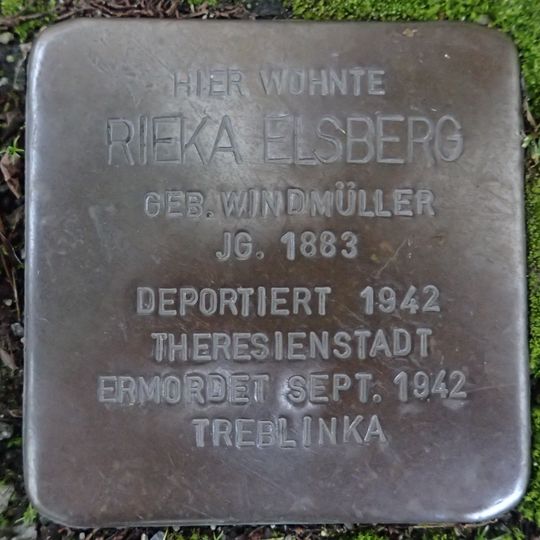 HIER WOHNTE
RIEKA ELSBERG
GEB. WINDMÜLLER
JG. 1883
DEPORTIERT 1942
THERESIENSTADT
ERMORDET SEPT. 1942
TREBLINKA